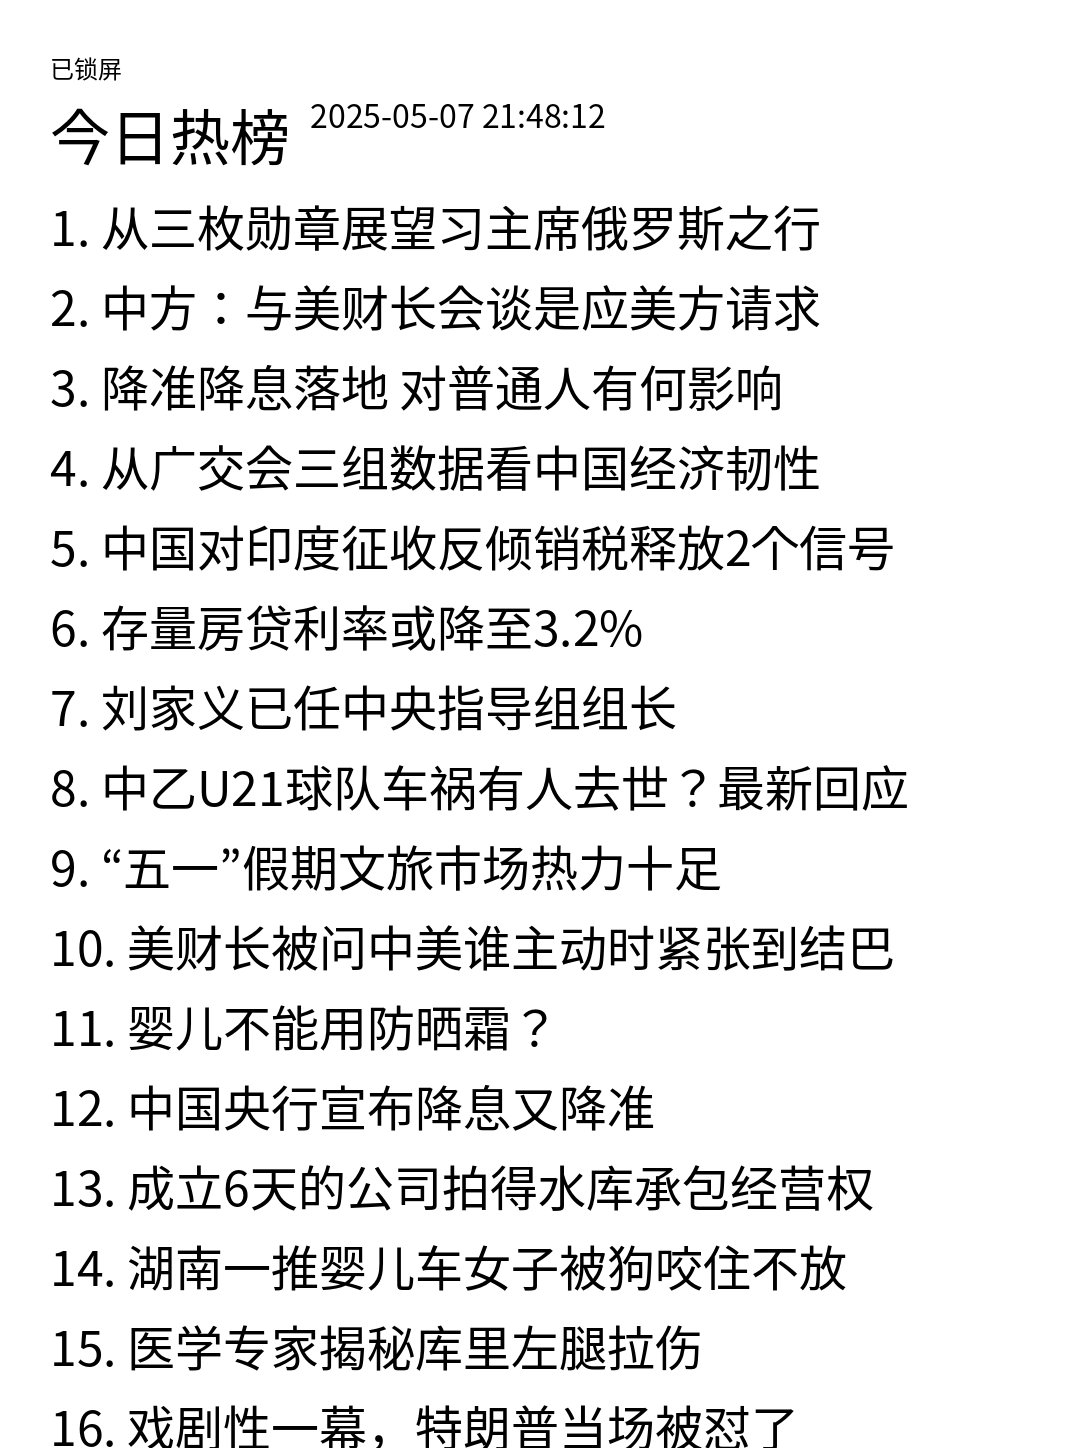 已锁屏
今日热榜 2025-05-07 21:48:12
1. 从三枚勋章展望习主席俄罗斯之行
2. 中方：与美财长会谈是应美方请求
3. 降准降息落地 对普通人有何影响
4. 从广交会三组数据看中国经济韧性
5. 中国对印度征收反倾销税释放2个信号
6. 存量房贷利率或降至3.2%
7. 刘家义已任中央指导组组长
8. 中乙U21球队车祸有人去世？最新回应
9. “五一”假期文旅市场热力十足
10. 美财长被问中美谁主动时紧张到结巴
11. 婴儿不能用防晒霜？
12. 中国央行宣布降息又降准
13. 成立6天的公司拍得水库承包经营权
14. 湖南一推婴儿车女子被狗咬住不放
15. 医学专家揭秘库里左腿拉伤
16. 戏剧性一幕，特朗普当场被怼了